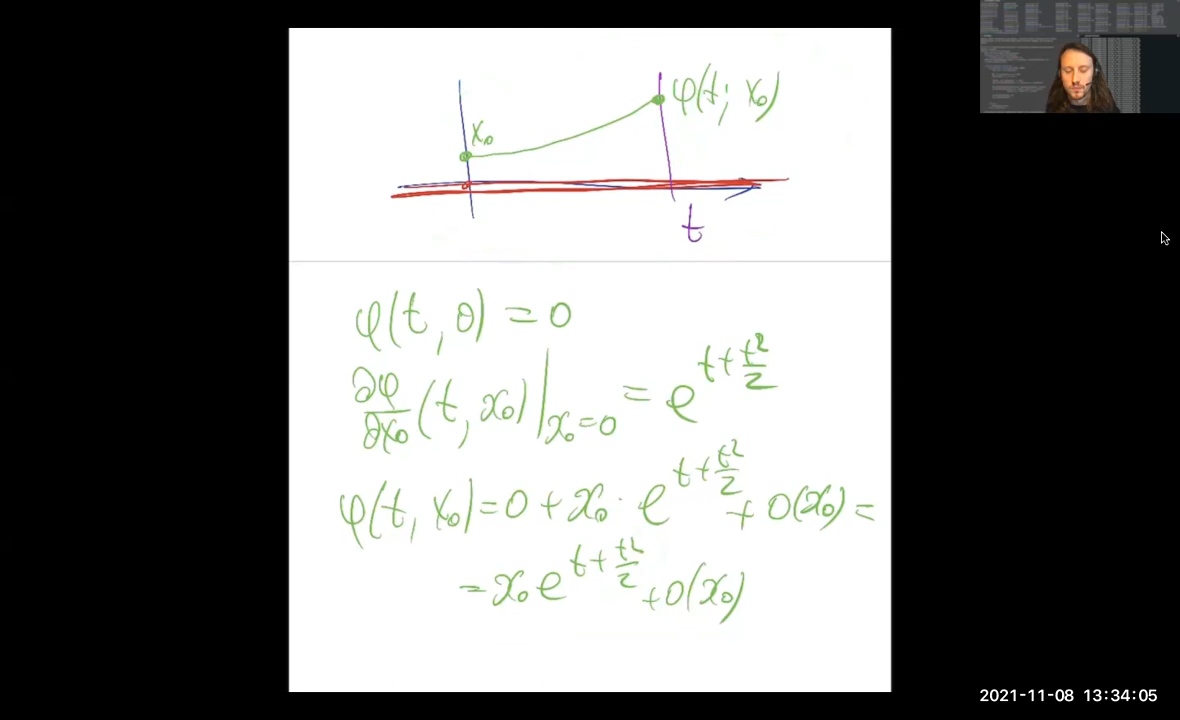 φ(t; x₀)
x₀
t
φ(t, 0) = 0
∂φ/∂x₀ (t, x₀)|x₀=0 = e^(t + t²/2)
φ(t, x₀) = 0 + x₀ · e^(t + t²/2) + o(x₀) =
= x₀ e^(t + t²/2) + o(x₀)
2021-11-08 13:34:05